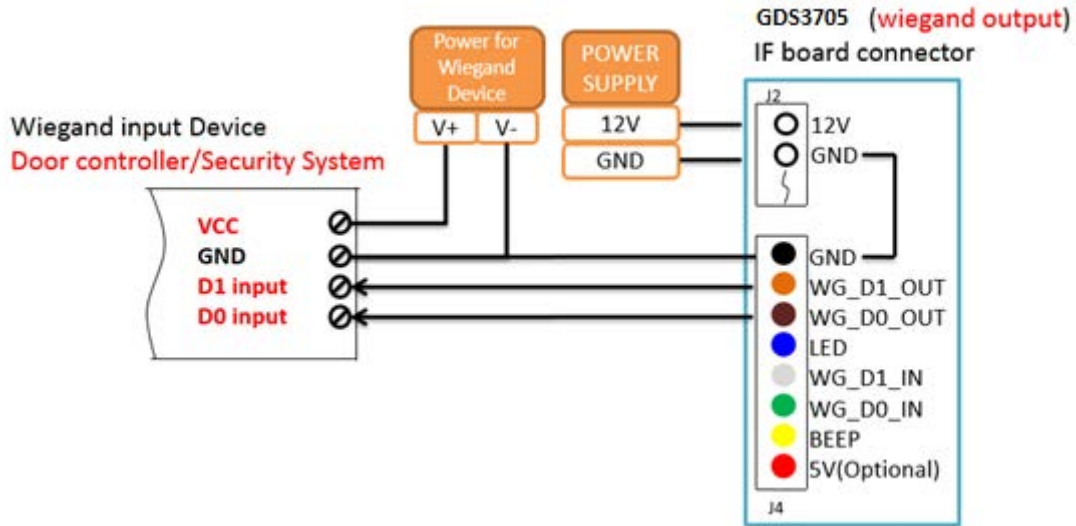 GDS3705 (wiegand output)
IF board connector
Power for
Wiegand
Device
V+ V-
POWER
SUPPLY
12V
GND
Wiegand input Device
Door controller/Security System
VCC
GND
D1 input
D0 input
J2
12V
GND
GND
WG_D1_OUT
WG_D0_OUT
LED
WG_D1_IN
WG_D0_IN
BEEP
5V(Optional)
J4